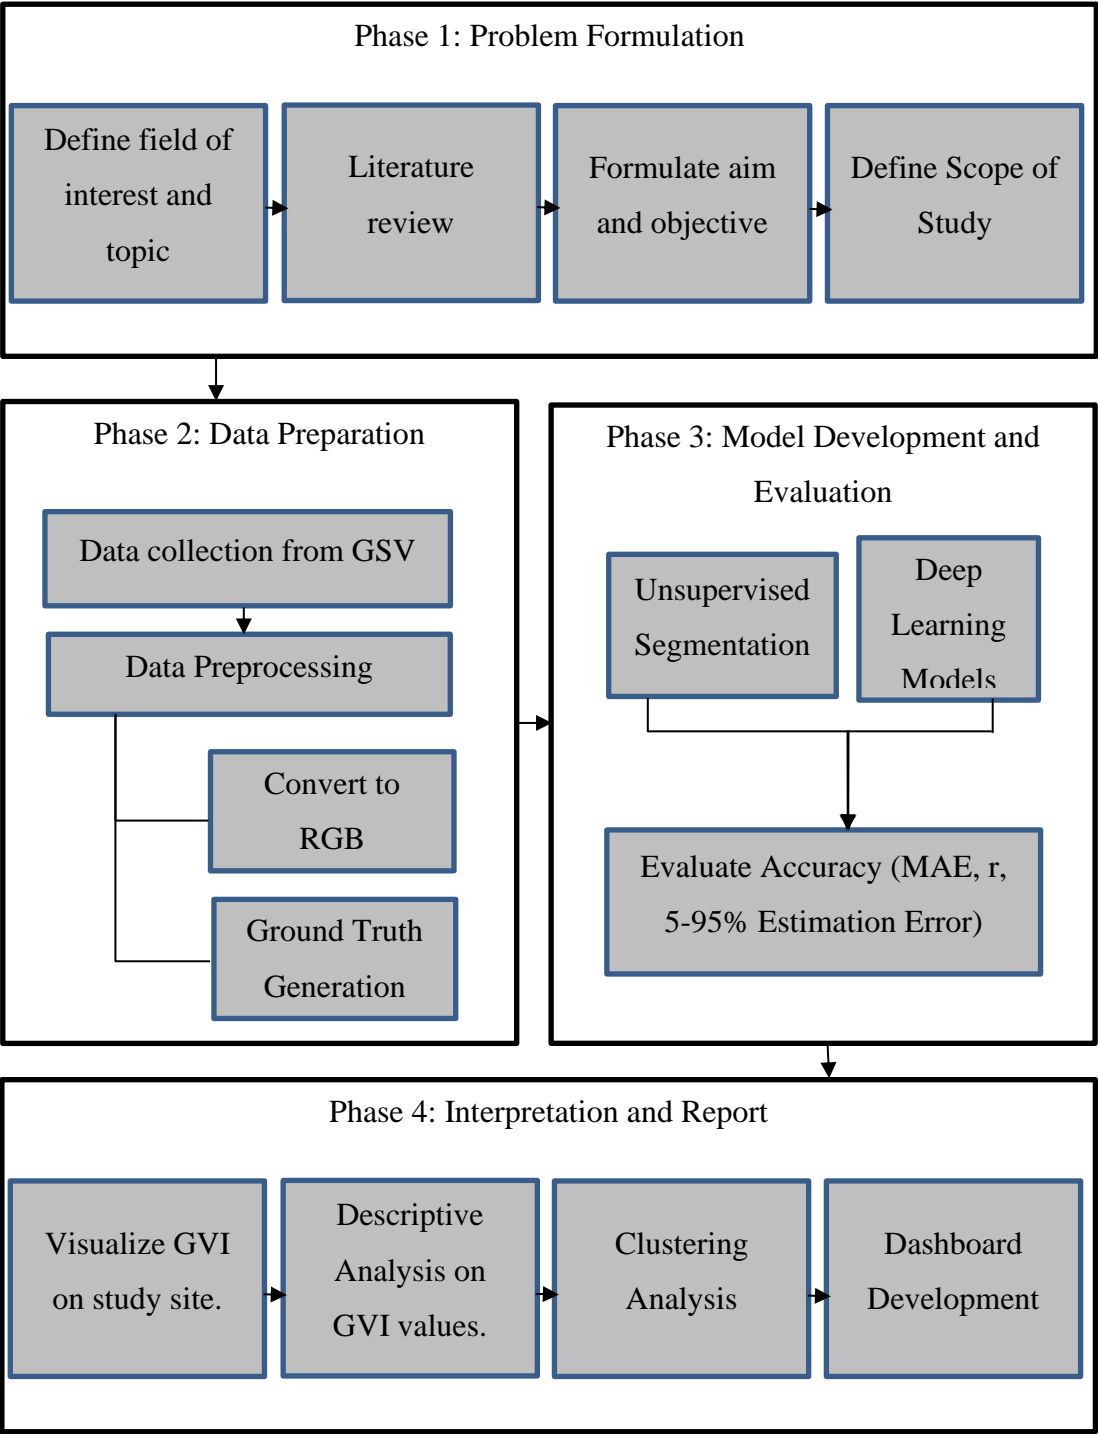 Phase 1: Problem Formulation
Define field of
interest and
topic
Literature
review
Formulate aim
and objective
Define Scope of
Study
Phase 2: Data Preparation
Data collection from GSV
Data Preprocessing
Convert to
RGB
Ground Truth
Generation
Phase 3: Model Development and
Evaluation
Unsupervised
Segmentation
Deep
Learning
Models
Evaluate Accuracy (MAE, r,
5-95% Estimation Error)
Phase 4: Interpretation and Report
Visualize GVI
on study site.
Descriptive
Analysis on
GVI values.
Clustering
Analysis
Dashboard
Development